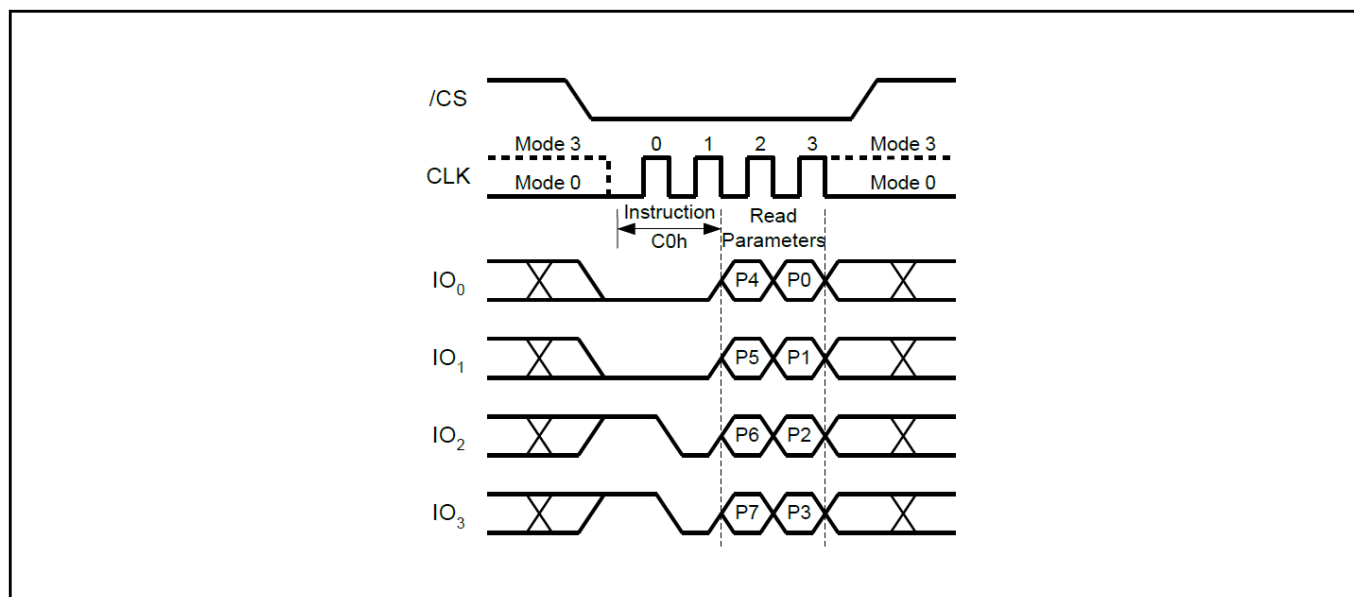 /CS
Mode 3 0 1 2 3 Mode 3
CLK Mode 0 Mode 0
Instruction Read
C0h Parameters
IO0 P4 P0
IO1 P5 P1
IO2 P6 P2
IO3 P7 P3